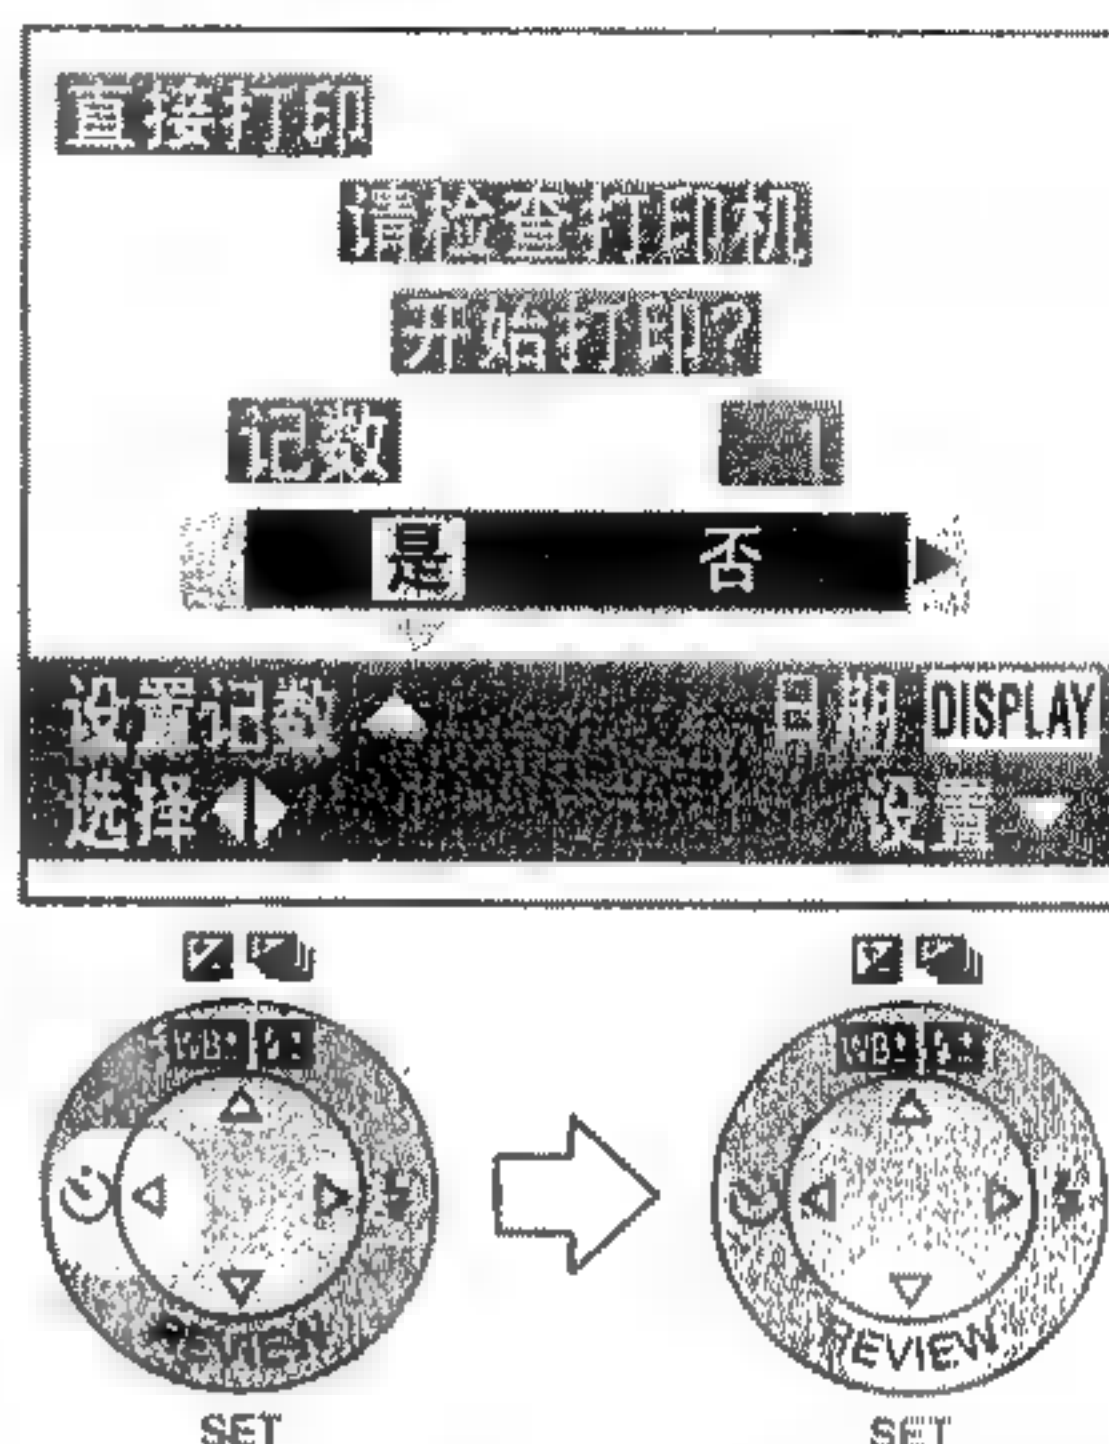 直接打印
请检查打印机
开始打印?
记数 1
是 否
设置记数 日期 DISPLAY
选择 设置
WB
WB
REVIEW
SET
SET